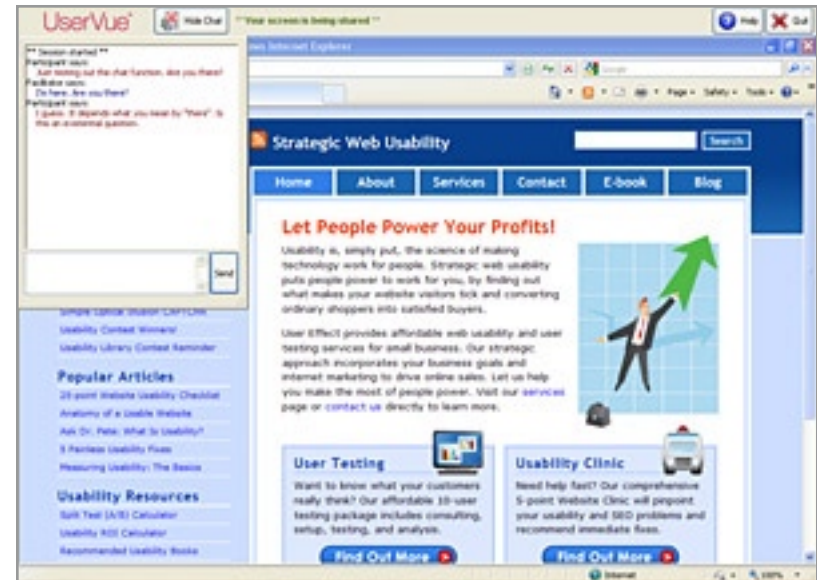 UserVue
Hide Chat
** Your screen is being shared **
Help
Quit
** Session started **
Participant says:
Just testing out the chat function. Are you there?
Facilitator says:
I'm here. Are you there?
Participant says:
I guess. It depends what you mean by "there". Is
this an existential question.
Send
ws Internet Explorer
Google
Page
Safety
Tools
Strategic Web Usability
Search
Home
About
Services
Contact
E-book
Blog
Let People Power Your Profits!
Usability is, simply put, the science of making
technology work for people. Strategic web usability
puts people power to work for you, by finding out
what makes your website visitors tick and converting
ordinary shoppers into satisfied buyers.
User Effect provides affordable web usability and user
testing services for small business. Our strategic
approach incorporates your business goals and
internet marketing to drive online sales. Let us help
you make the most of people power. Visit our services
page or contact us directly to learn more.
Simple Optical Illusion CAPTCHA
Usability Contest Winners!
Usability Library Contest Reminder
Popular Articles
25-point Website Usability Checklist
Anatomy of a Usable Website
Ask Dr. Pete: What Is Usability?
5 Painless Usability Fixes
Measuring Usability: The Basics
Usability Resources
Split Test (A/B) Calculator
Usability ROI Calculator
Recommended Usability Books
User Testing
Want to know what your customers
really think? Our affordable 10-user
testing package includes consulting,
setup, testing, and analysis.
Find Out More
Usability Clinic
Need help fast? Our comprehensive
5-point Website Clinic will pinpoint
your usability and SEO problems and
recommend immediate fixes.
Find Out More
Internet
100%